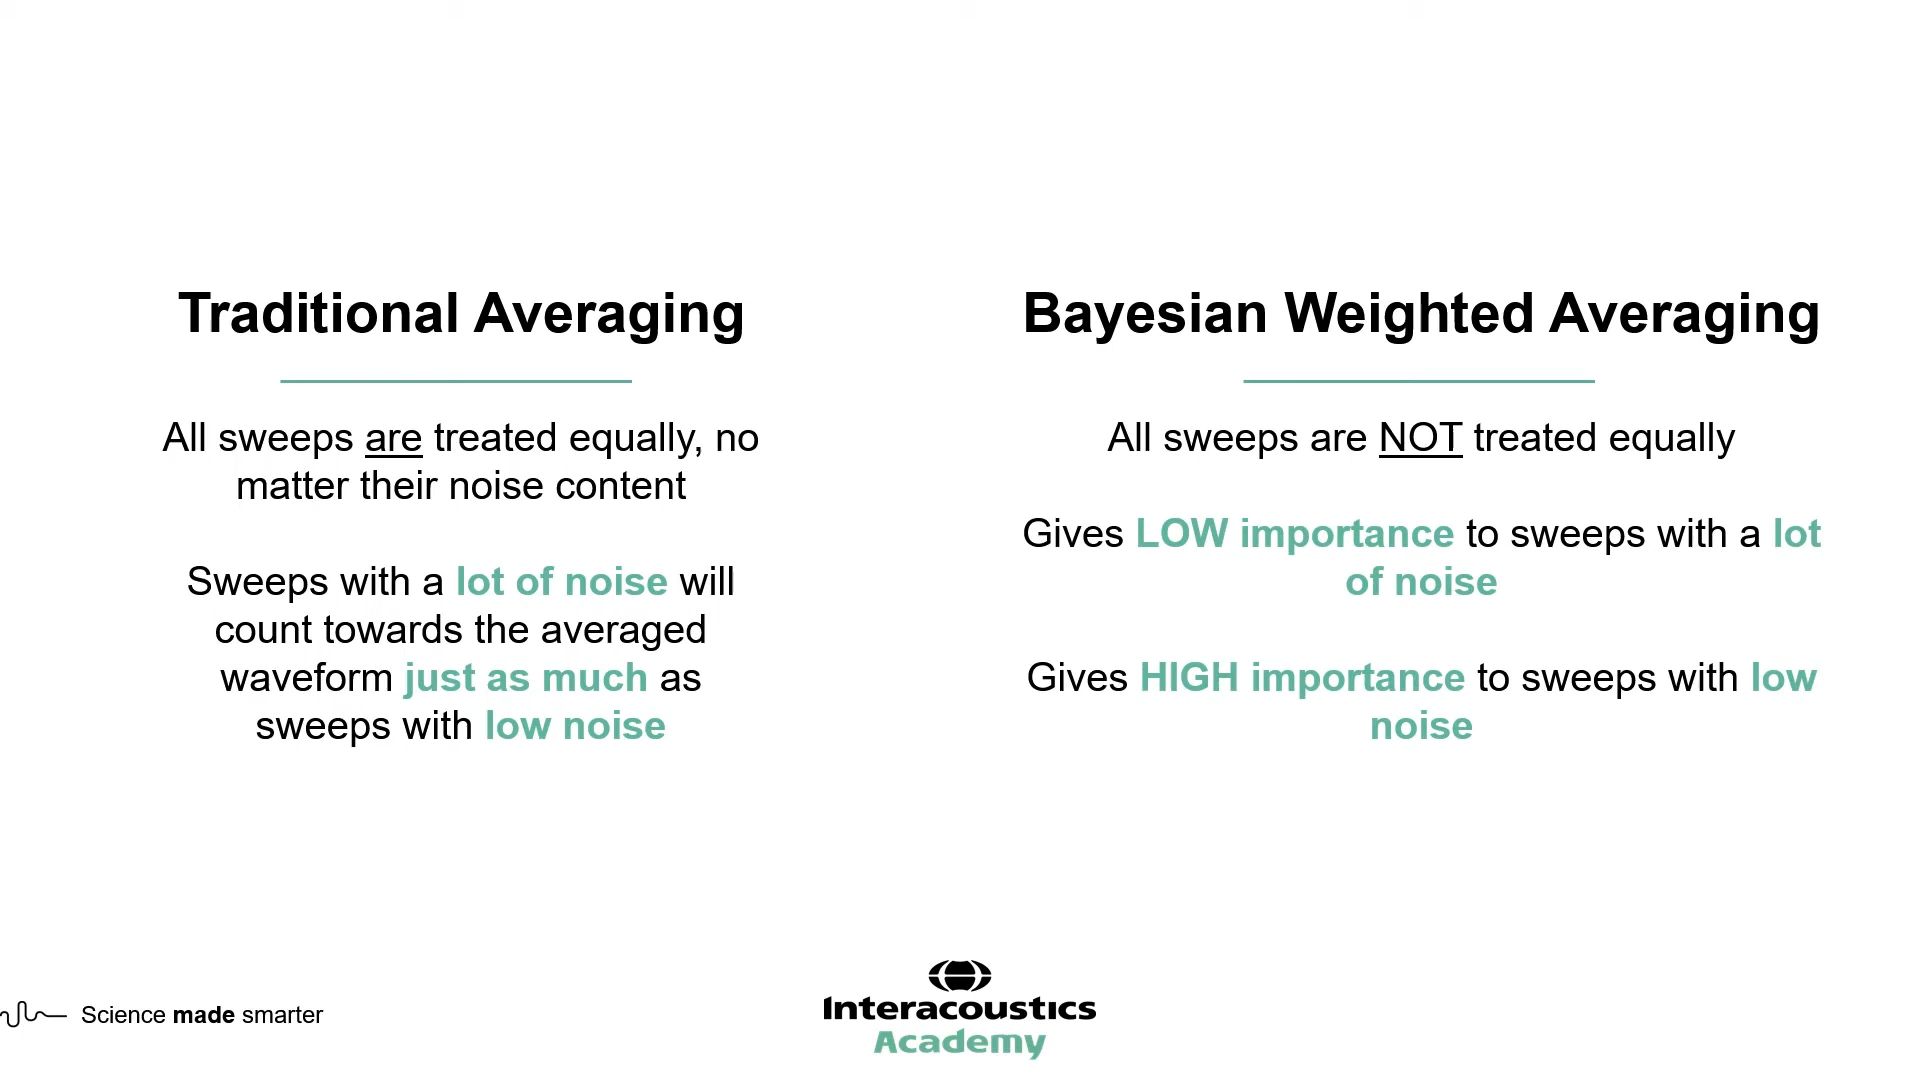 Traditional Averaging
All sweeps are treated equally, no
matter their noise content
Sweeps with a lot of noise will
count towards the averaged
waveform just as much as
sweeps with low noise
Bayesian Weighted Averaging
All sweeps are NOT treated equally
Gives LOW importance to sweeps with a lot
of noise
Gives HIGH importance to sweeps with low
noise
Science made smarter
Interacoustics
Academy